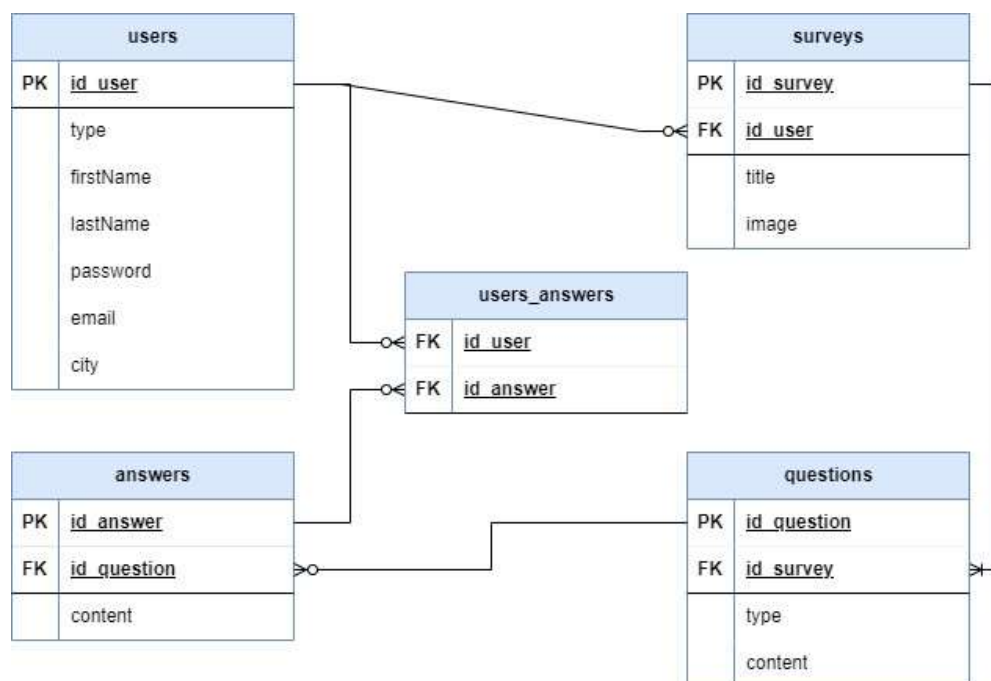 users
PK id_user
type
firstName
lastName
password
email
city
surveys
PK id_survey
FK id_user
title
image
users_answers
FK id_user
FK id_answer
answers
PK id_answer
FK id_question
content
questions
PK id_question
FK id_survey
type
content